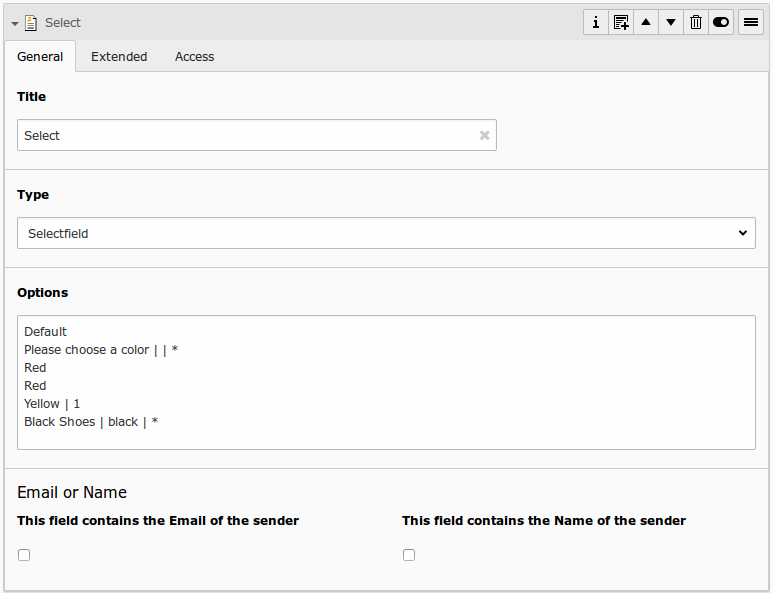 Select
General Extended Access
Title
Select
Type
Selectfield
Options
Default
Please choose a color | | *
Red
Red
Yellow | 1
Black Shoes | black | *
Email or Name
This field contains the Email of the sender This field contains the Name of the sender